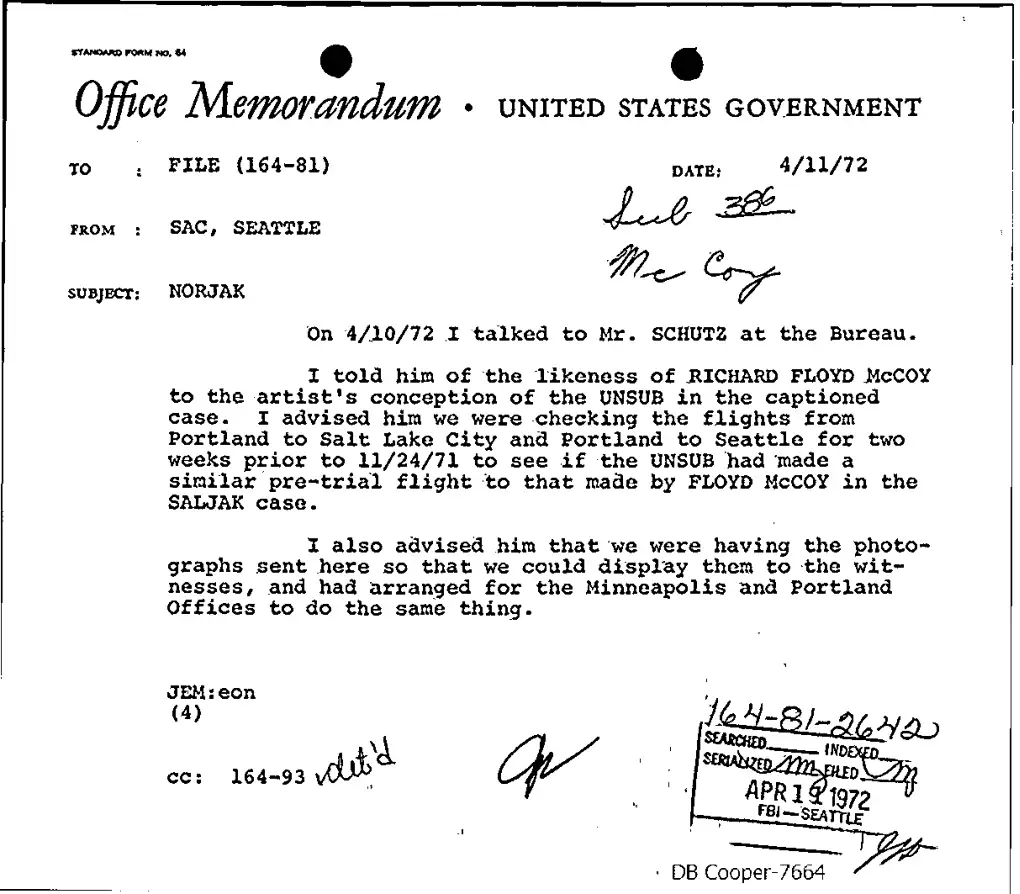 STANDARD FORM NO. 64
Office Memorandum • UNITED STATES GOVERNMENT
TO : FILE (164-81) DATE: 4/11/72
Sub 386
FROM : SAC, SEATTLE
McCoy
SUBJECT: NORJAK
On 4/10/72 I talked to Mr. SCHUTZ at the Bureau.
I told him of the likeness of RICHARD FLOYD McCOY
to the artist's conception of the UNSUB in the captioned
case. I advised him we were checking the flights from
Portland to Salt Lake City and Portland to Seattle for two
weeks prior to 11/24/71 to see if the UNSUB had made a
similar pre-trial flight to that made by FLOYD McCOY in the
SALJAK case.
I also advised him that we were having the photo-
graphs sent here so that we could display them to the wit-
nesses, and had arranged for the Minneapolis and Portland
Offices to do the same thing.
JEM:eon
(4)
164-81-2642
SEARCHED INDEXED
SERIALIZED FILED
cc: 164-93
APR 1 1972
FBI—SEATTLE
DB Cooper-7664